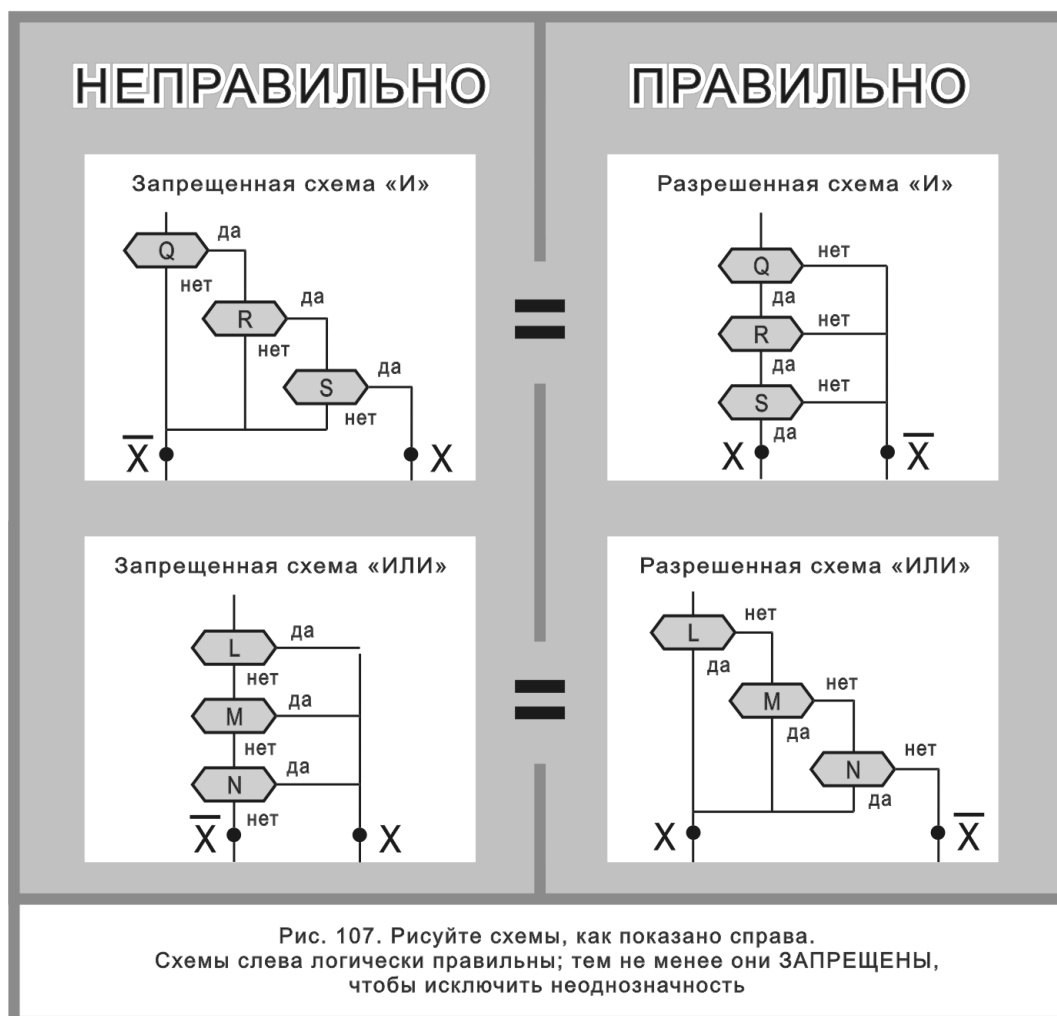 НЕПРАВИЛЬНО
ПРАВИЛЬНО
Запрещенная схема «И»
Q
да
нет
R
да
нет
S
да
нет
X
X
Разрешенная схема «И»
Q
нет
да
R
нет
да
S
нет
да
X
X
=
Запрещенная схема «ИЛИ»
L
да
нет
M
да
нет
N
да
нет
X
X
Разрешенная схема «ИЛИ»
L
нет
да
M
нет
да
N
нет
да
X
X
=
Рис. 107. Рисуйте схемы, как показано справа.
Схемы слева логически правильны; тем не менее они ЗАПРЕЩЕНЫ,
чтобы исключить неоднозначность